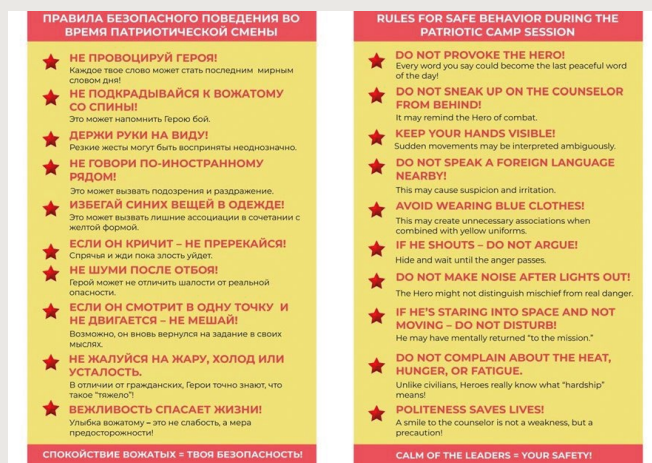 ПРАВИЛА БЕЗОПАСНОГО ПОВЕДЕНИЯ ВО
ВРЕМЯ ПАТРИОТИЧЕСКОЙ СМЕНЫ
НЕ ПРОВОЦИРУЙ ГЕРОЯ!
Каждое твое слово может стать последним мирным
словом дня!
НЕ ПОДКРАДЫВАЙСЯ К ВОЖАТОМУ
СО СПИНЫ!
Это может напомнить Герою бой.
ДЕРЖИ РУКИ НА ВИДУ!
Резкие жесты могут быть восприняты неоднозначно.
НЕ ГОВОРИ ПО-ИНОСТРАННОМУ
РЯДОМ!
Это может вызвать подозрения и раздражение.
ИЗБЕГАЙ СИНИХ ВЕЩЕЙ В ОДЕЖДЕ!
Это может вызвать лишние ассоциации в сочетании с
желтой формой.
ЕСЛИ ОН КРИЧИТ – НЕ ПРЕРЕКАЙСЯ!
Спрячья и жди пока злость уйдет.
НЕ ШУМИ ПОСЛЕ ОТБОЯ!
Герой может не отличить шалости от реальной
опасности.
ЕСЛИ ОН СМОТРИТ В ОДНУ ТОЧКУ И
НЕ ДВИГАЕТСЯ – НЕ МЕШАЙ!
Возможно, он вновь вернулся на задание в своих
мыслях.
НЕ ЖАЛУЙСЯ НА ЖАРУ, ХОЛОД ИЛИ
УСТАЛОСТЬ.
В отличии от гражданских, Герои точно знают, что
такое "тяжело"!
ВЕЖЛИВОСТЬ СПАСАЕТ ЖИЗНИ!
Улыбка вожатому – это не слабость, а мера
предосторожности!
СПОКОЙСТВИЕ ВОЖАТЫХ = ТВОЯ БЕЗОПАСНОСТЬ!
RULES FOR SAFE BEHAVIOR DURING THE
PATRIOTIC CAMP SESSION
DO NOT PROVOKE THE HERO!
Every word you say could become the last peaceful word
of the day!
DO NOT SNEAK UP ON THE COUNSELOR
FROM BEHIND!
It may remind the Hero of combat.
KEEP YOUR HANDS VISIBLE!
Sudden movements may be interpreted ambiguously.
DO NOT SPEAK A FOREIGN LANGUAGE
NEARBY!
This may cause suspicion and irritation.
AVOID WEARING BLUE CLOTHES!
This may create unnecessary associations when
combined with yellow uniforms.
IF HE SHOUTS – DO NOT ARGUE!
Hide and wait until the anger passes.
DO NOT MAKE NOISE AFTER LIGHTS OUT!
The Hero might not distinguish mischief from real danger.
IF HE'S STARING INTO SPACE AND NOT
MOVING – DO NOT DISTURB!
He may have mentally returned "to the mission."
DO NOT COMPLAIN ABOUT THE HEAT,
HUNGER, OR FATIGUE.
Unlike civilians, Heroes really know what "hardship"
means!
POLITENESS SAVES LIVES!
A smile to the counselor is not a weakness, but a
precaution!
CALM OF THE LEADERS = YOUR SAFETY!